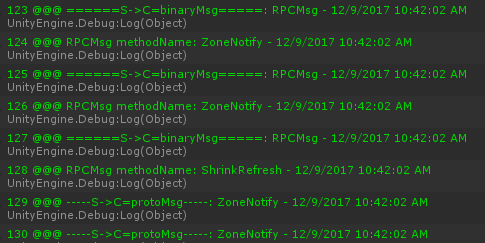 123 @@@ ======S->C=binaryMsg=====: RPCMsg - 12/9/2017 10:42:02 AM
UnityEngine.Debug:Log(Object)
124 @@@ RPCMsg methodName: ZoneNotify - 12/9/2017 10:42:02 AM
UnityEngine.Debug:Log(Object)
125 @@@ ======S->C=binaryMsg=====: RPCMsg - 12/9/2017 10:42:02 AM
UnityEngine.Debug:Log(Object)
126 @@@ RPCMsg methodName: ZoneNotify - 12/9/2017 10:42:02 AM
UnityEngine.Debug:Log(Object)
127 @@@ ======S->C=binaryMsg=====: RPCMsg - 12/9/2017 10:42:02 AM
UnityEngine.Debug:Log(Object)
128 @@@ RPCMsg methodName: ShrinkRefresh - 12/9/2017 10:42:02 AM
UnityEngine.Debug:Log(Object)
129 @@@ -----S->C=protoMsg-----: ZoneNotify - 12/9/2017 10:42:02 AM
UnityEngine.Debug:Log(Object)
130 @@@ -----S->C=protoMsg-----: ZoneNotify - 12/9/2017 10:42:02 AM